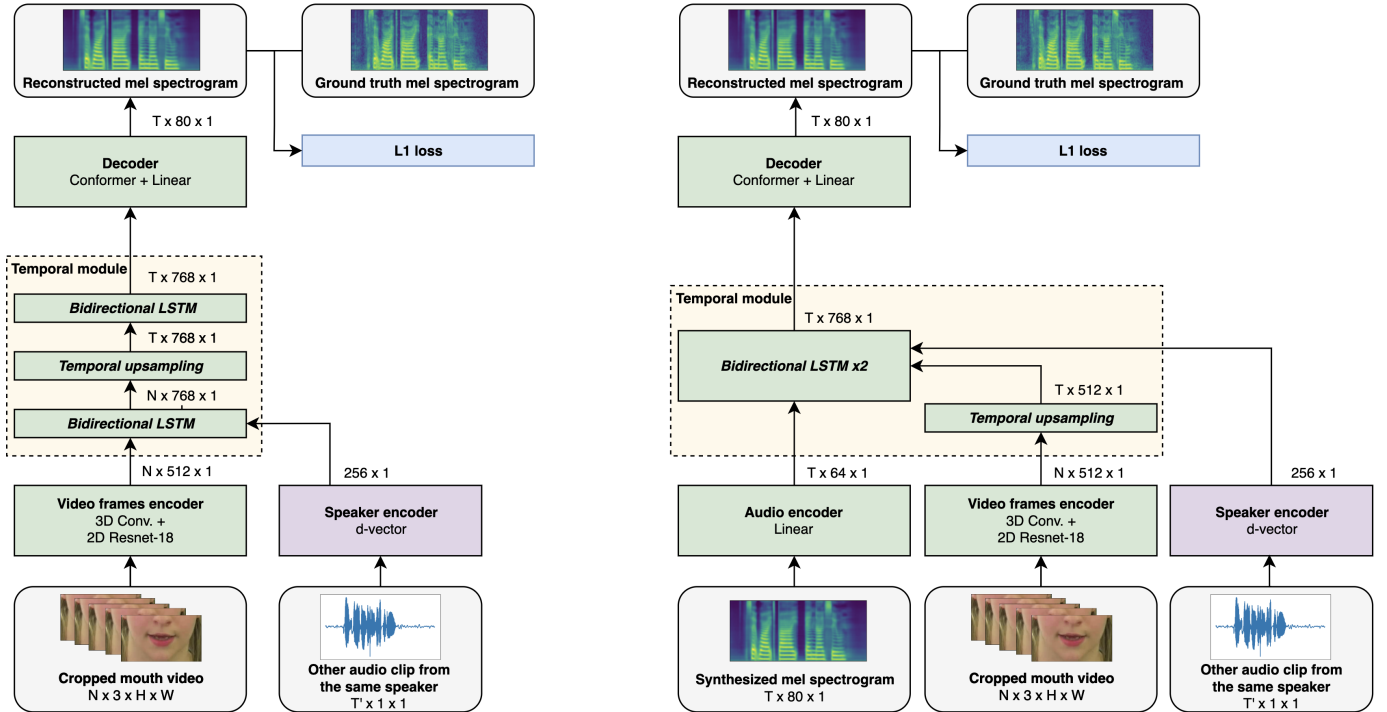 Reconstructed mel spectrogram
Ground truth mel spectrogram
T x 80 x 1
L1 loss
Decoder
Conformer + Linear
Temporal module
T x 768 x 1
Bidirectional LSTM
T x 768 x 1
Temporal upsampling
N x 768 x 1
Bidirectional LSTM
N x 512 x 1
256 x 1
Video frames encoder
3D Conv. +
2D Resnet-18
Speaker encoder
d-vector
Cropped mouth video
N x 3 x H x W
Other audio clip from
the same speaker
T' x 1 x 1
Reconstructed mel spectrogram
Ground truth mel spectrogram
T x 80 x 1
L1 loss
Decoder
Conformer + Linear
Temporal module
T x 768 x 1
Bidirectional LSTM x2
T x 512 x 1
Temporal upsampling
T x 64 x 1
N x 512 x 1
256 x 1
Audio encoder
Linear
Video frames encoder
3D Conv. +
2D Resnet-18
Speaker encoder
d-vector
Synthesized mel spectrogram
T x 80 x 1
Cropped mouth video
N x 3 x H x W
Other audio clip from
the same speaker
T' x 1 x 1